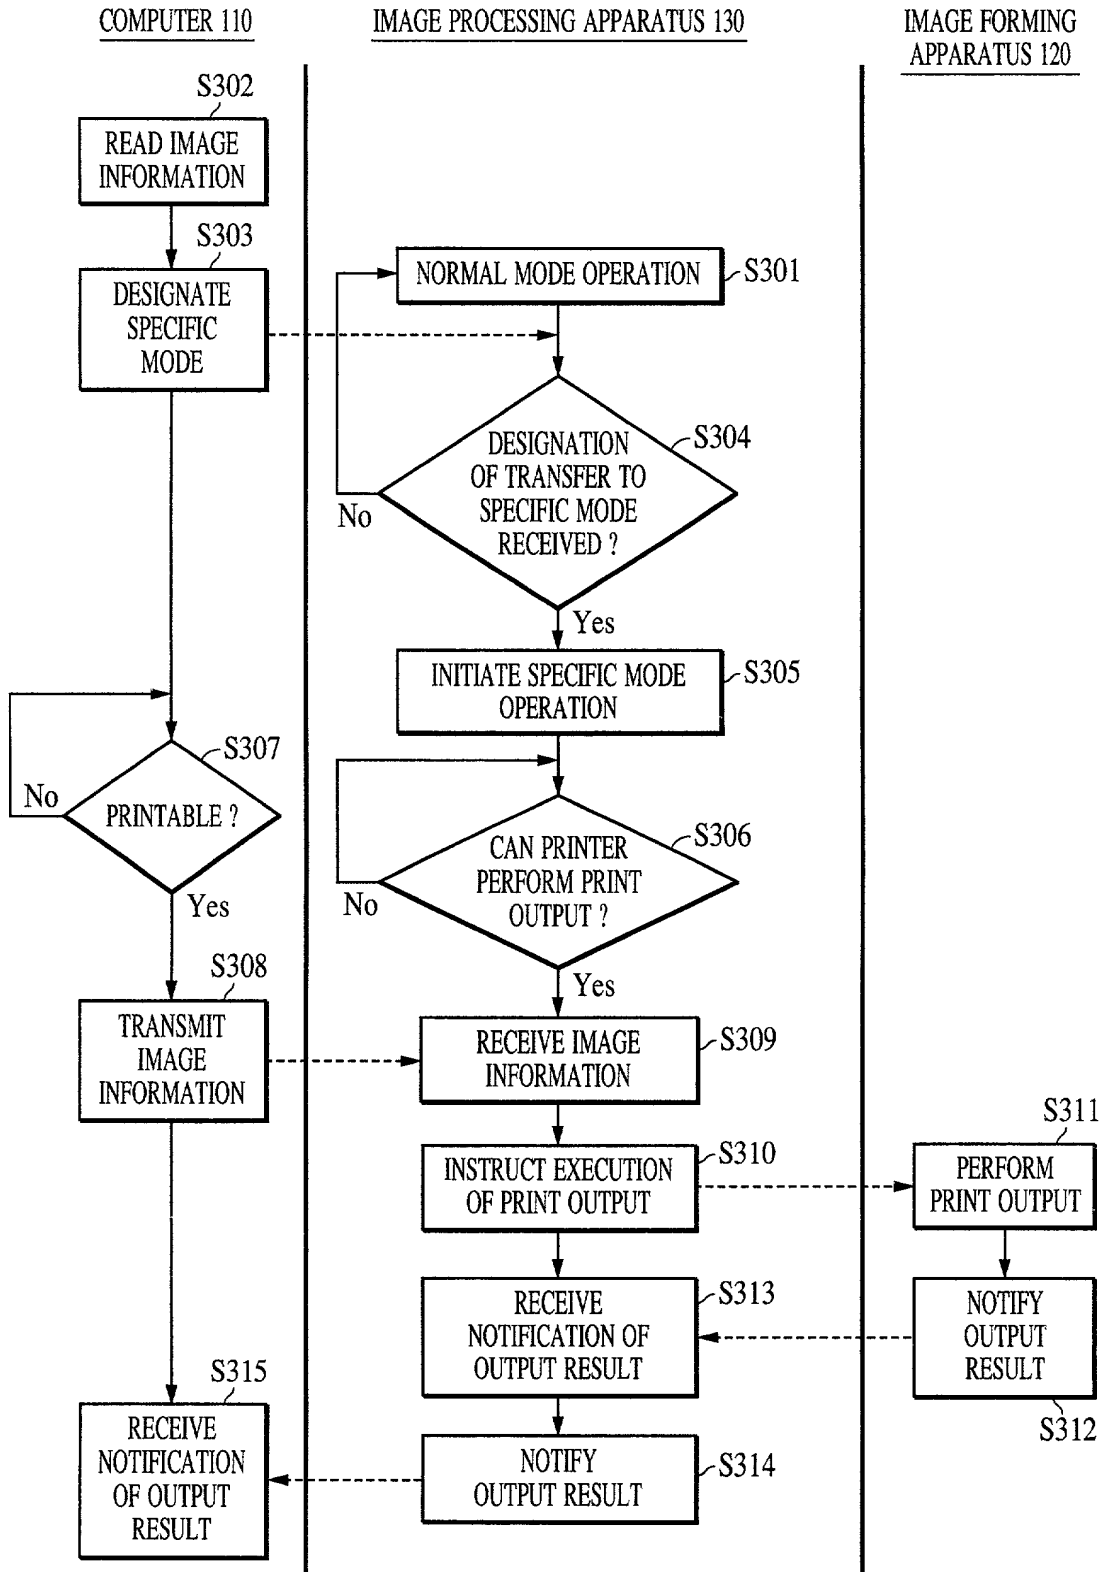 COMPUTER 110
IMAGE PROCESSING APPARATUS 130
IMAGE FORMING
APPARATUS 120
S302
READ IMAGE
INFORMATION
S303
DESIGNATE
SPECIFIC
MODE
NORMAL MODE OPERATION
S301
S304
DESIGNATION
OF TRANSFER TO
SPECIFIC MODE
RECEIVED ?
No
Yes
INITIATE SPECIFIC MODE
OPERATION
S305
S307
PRINTABLE ?
No
Yes
S306
CAN PRINTER
PERFORM PRINT
OUTPUT ?
No
Yes
S308
TRANSMIT
IMAGE
INFORMATION
RECEIVE IMAGE
INFORMATION
S309
INSTRUCT EXECUTION
OF PRINT OUTPUT
S310
S311
PERFORM
PRINT OUTPUT
RECEIVE
NOTIFICATION OF
OUTPUT RESULT
S313
NOTIFY
OUTPUT
RESULT
S312
S315
RECEIVE
NOTIFICATION
OF OUTPUT
RESULT
NOTIFY
OUTPUT RESULT
S314